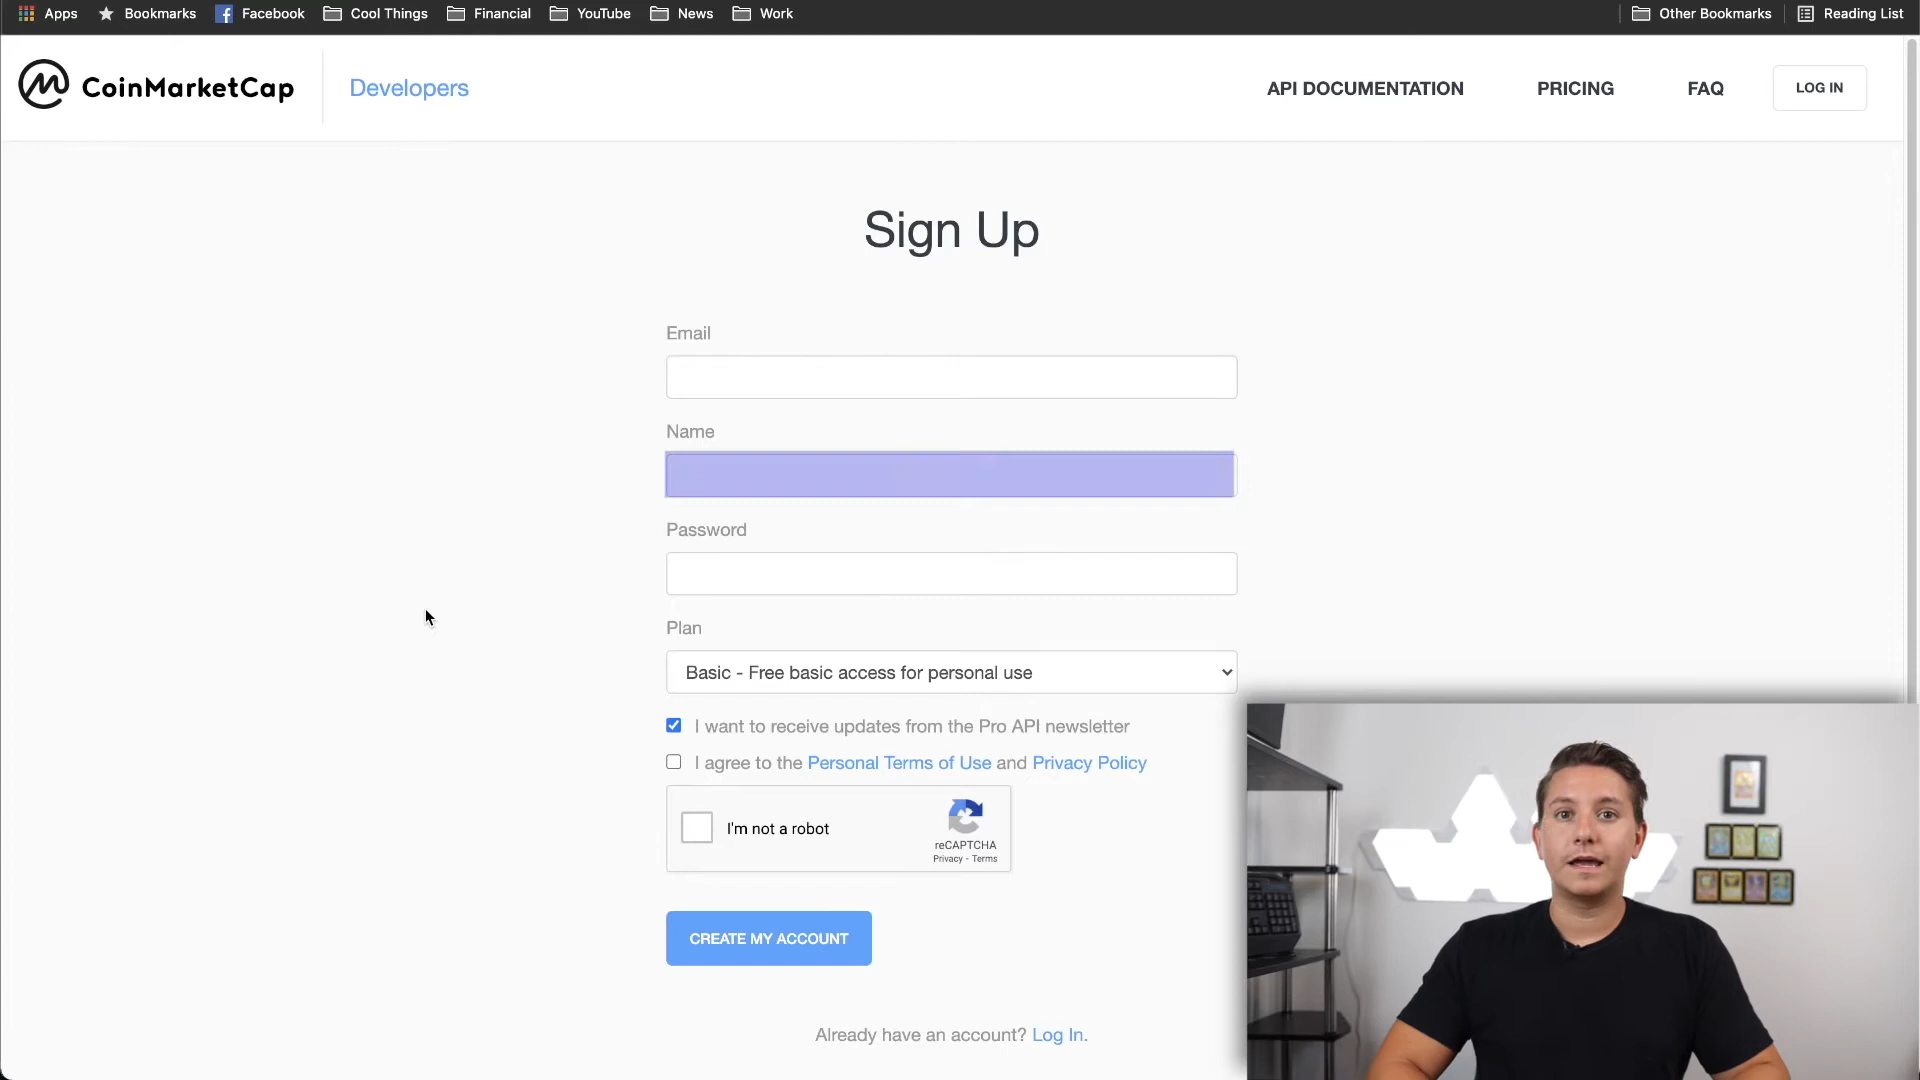 Apps Bookmarks Facebook Cool Things Financial YouTube News Work Other Bookmarks Reading List
CoinMarketCap Developers API DOCUMENTATION PRICING FAQ LOG IN
Sign Up
Email
Name
Password
Plan
Basic - Free basic access for personal use
I want to receive updates from the Pro API newsletter
I agree to the Personal Terms of Use and Privacy Policy
I'm not a robot
reCAPTCHA
Privacy - Terms
CREATE MY ACCOUNT
Already have an account? Log In.